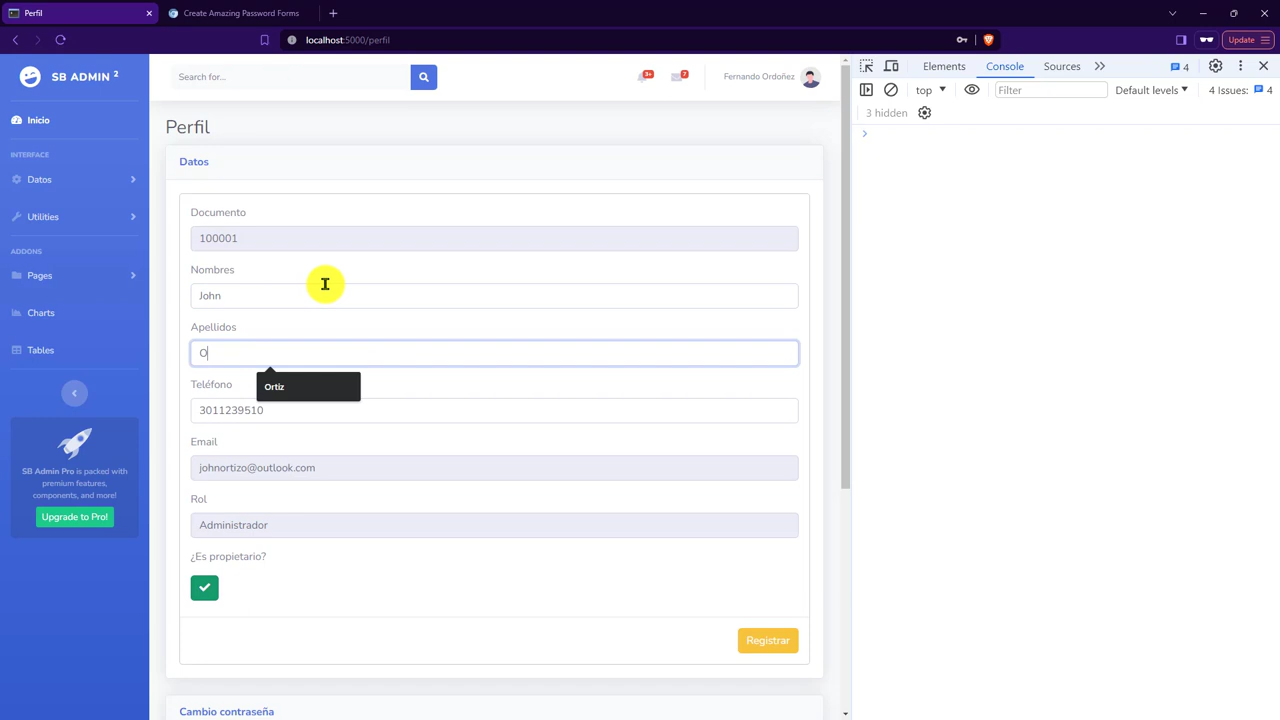 Perfil
Create Amazing Password Forms
localhost:5000/perfil
Update
SB ADMIN 2
Inicio
INTERFACE
Datos
Utilities
ADDONS
Pages
Charts
Tables
SB Admin Pro is packed with
premium features,
components, and more!
Upgrade to Pro!
Search for...
3+
7
Fernando Ordoñez
Perfil
Datos
Documento
100001
Nombres
John
Apellidos
O
Ortiz
Teléfono
3011239510
Email
johnortizo@outlook.com
Rol
Administrador
¿Es propietario?
Registrar
Cambio contraseña
Elements
Console
Sources
4
top
Filter
Default levels
4 Issues:
4
3 hidden